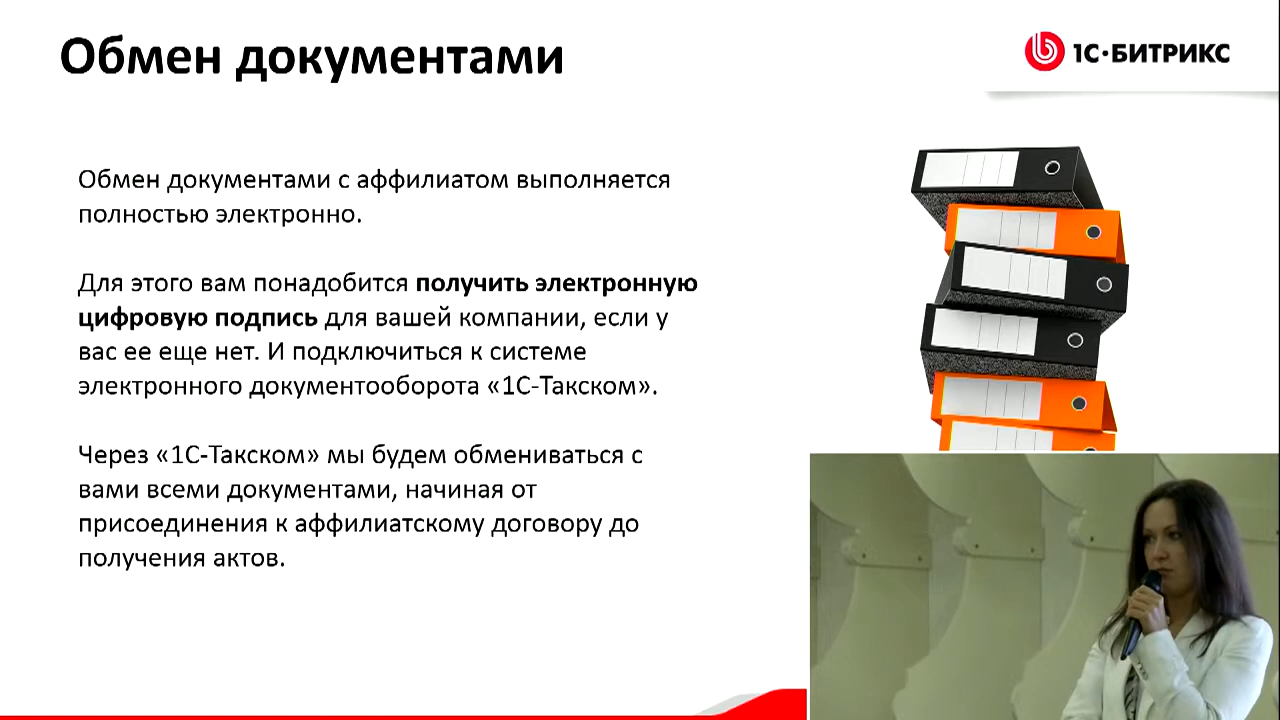 Обмен документами
1С·БИТРИКС
Обмен документами с аффилиатом выполняется
полностью электронно.
Для этого вам понадобится получить электронную
цифровую подпись для вашей компании, если у
вас ее еще нет. И подключиться к системе
электронного документооборота «1С-Такском».
Через «1С-Такском» мы будем обмениваться с
вами всеми документами, начиная от
присоединения к аффилиатскому договору до
получения актов.